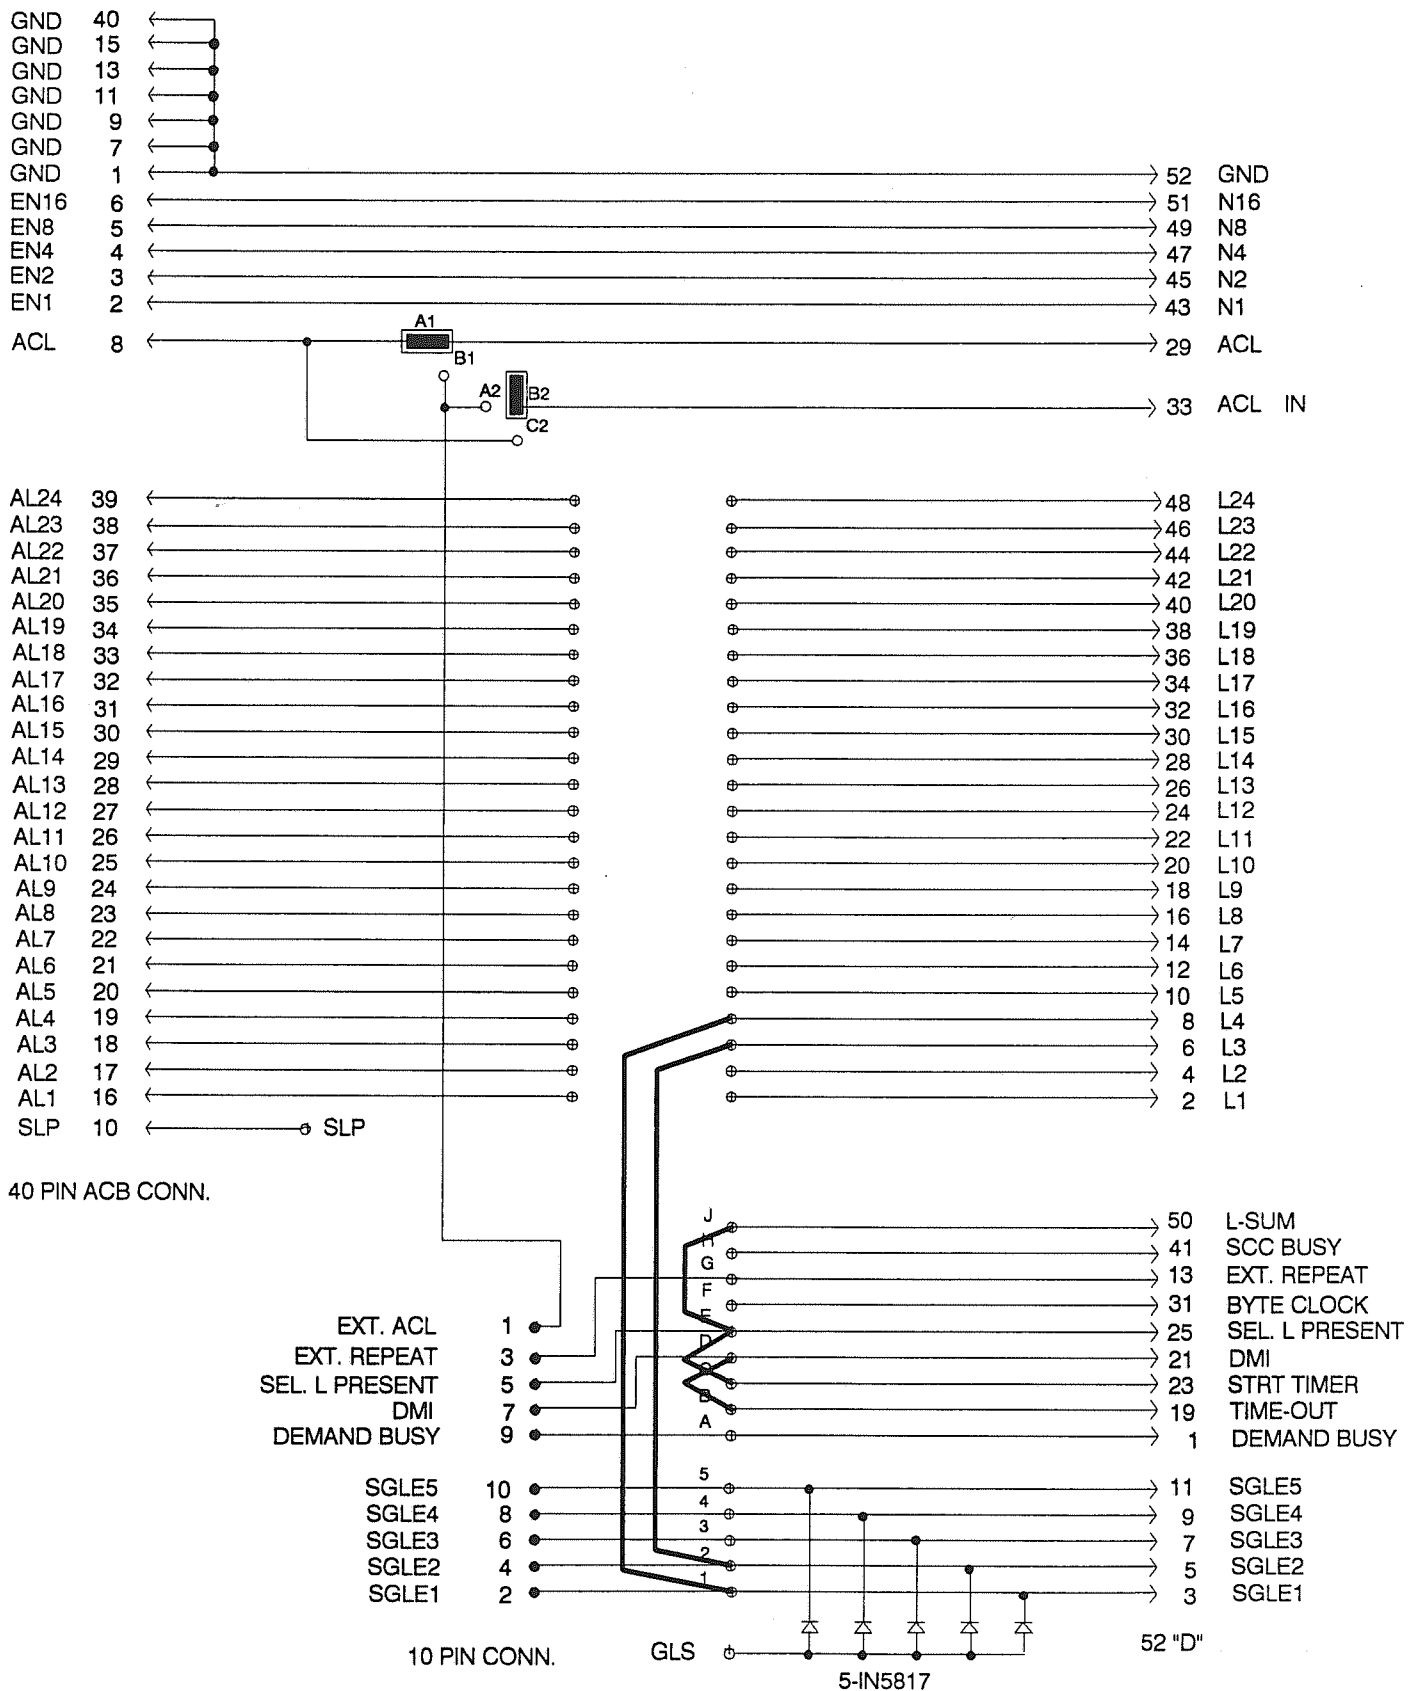 GND 40
GND 15
GND 13
GND 11
GND 9
GND 7
GND 1 52 GND
EN16 6 51 N16
EN8 5 49 N8
EN4 4 47 N4
EN2 3 45 N2
EN1 2 43 N1
A1
ACL 8 29 ACL
B1
A2 B2 33 ACL IN
C2
AL24 39 48 L24
AL23 38 46 L23
AL22 37 44 L22
AL21 36 42 L21
AL20 35 40 L20
AL19 34 38 L19
AL18 33 36 L18
AL17 32 34 L17
AL16 31 32 L16
AL15 30 30 L15
AL14 29 28 L14
AL13 28 26 L13
AL12 27 24 L12
AL11 26 22 L11
AL10 25 20 L10
AL9 24 18 L9
AL8 23 16 L8
AL7 22 14 L7
AL6 21 12 L6
AL5 20 10 L5
AL4 19 8 L4
AL3 18 6 L3
AL2 17 4 L2
AL1 16 2 L1
SLP 10 SLP
40 PIN ACB CONN.
J 50 L-SUM
H 41 SCC BUSY
G 13 EXT. REPEAT
F 31 BYTE CLOCK
EXT. ACL 1 E 25 SEL. L PRESENT
EXT. REPEAT 3 D 21 DMI
SEL. L PRESENT 5 C 23 STRT TIMER
DMI 7 B 19 TIME-OUT
DEMAND BUSY 9 A 1 DEMAND BUSY
SGLE5 10 5 11 SGLE5
SGLE4 8 4 9 SGLE4
SGLE3 6 3 7 SGLE3
SGLE2 4 2 5 SGLE2
SGLE1 2 1 3 SGLE1
10 PIN CONN. GLS 52 "D"
5-IN5817